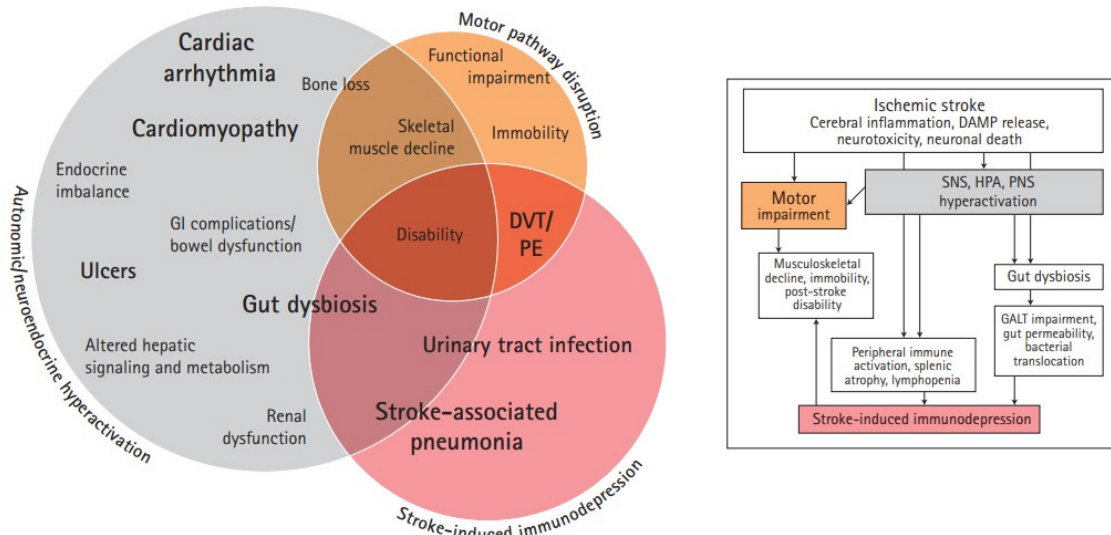 Cardiac
arrhythmia
Cardiomyopathy
Endocrine
imbalance
GI complications/
bowel dysfunction
Ulcers
Gut dysbiosis
Altered hepatic
signaling and metabolism
Renal
dysfunction
Autonomic/neuroendocrine hyperactivation
Bone loss
Skeletal
muscle decline
Functional
impairment
Immobility
Motor pathway disruption
Disability
DVT/
PE
Urinary tract infection
Stroke-associated
pneumonia
Stroke-induced immunodepression
Ischemic stroke
Cerebral inflammation, DAMP release,
neurotoxicity, neuronal death
Motor
impairment
SNS, HPA, PNS
hyperactivation
Musculoskeletal
decline, immobility,
post-stroke
disability
Gut dysbiosis
GALT impairment,
gut permeability,
bacterial
translocation
Peripheral immune
activation, splenic
atrophy, lymphopenia
Stroke-induced immunodepression